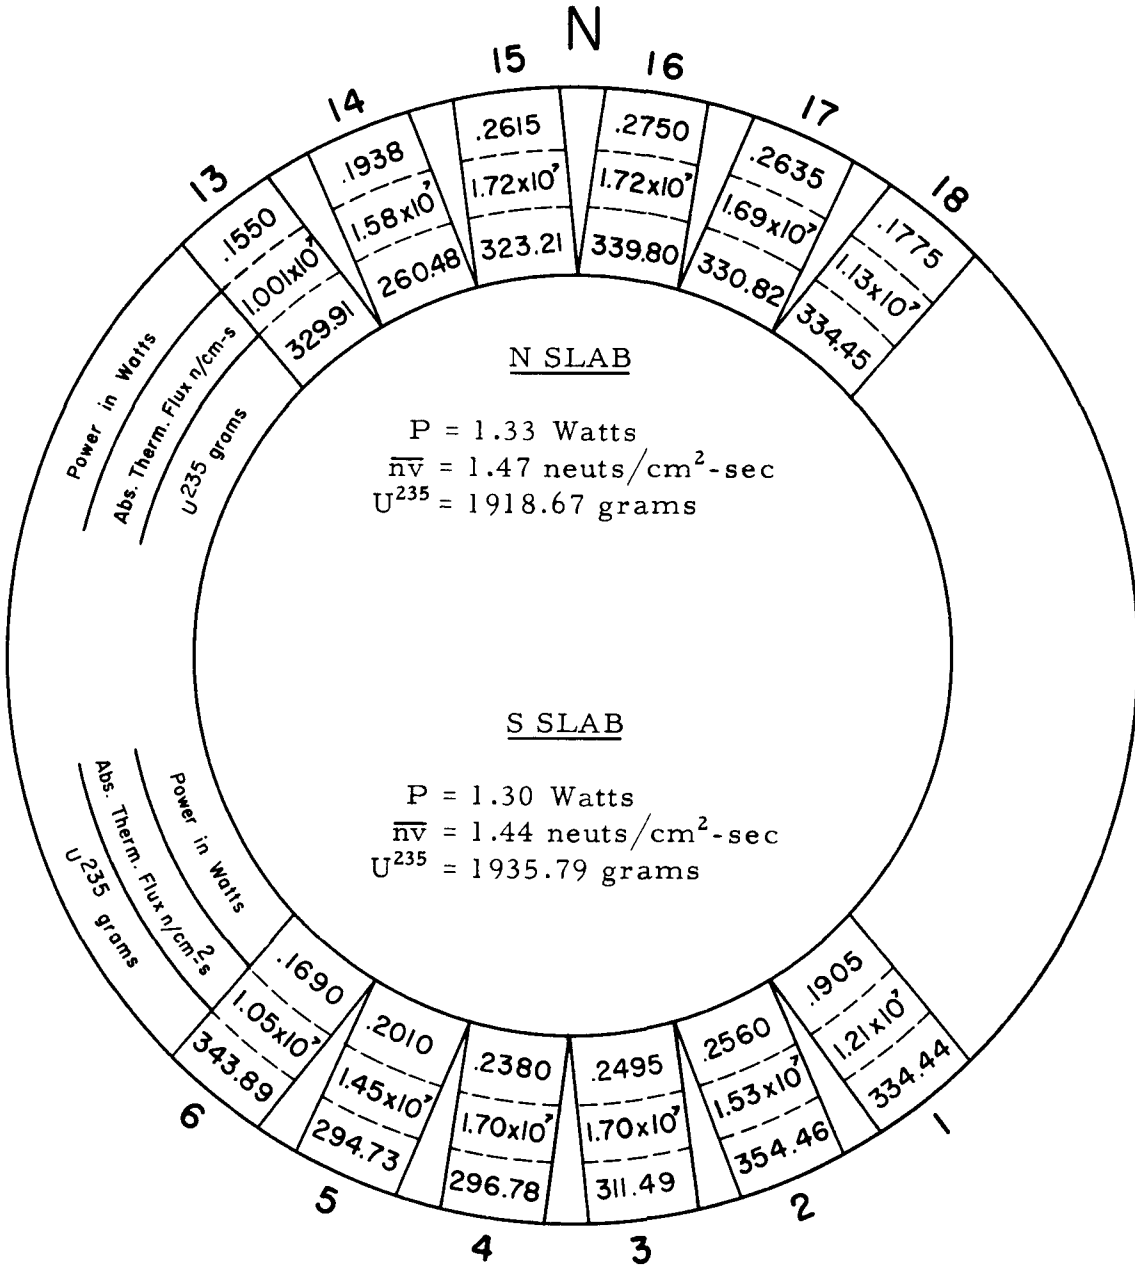 N
13
14
15
16
17
18
.1550
1.001x10⁷
329.91
.1938
1.58x10⁷
260.48
.2615
1.72x10⁷
323.21
.2750
1.72x10⁷
339.80
.2635
1.69x10⁷
330.82
.1775
1.13x10⁷
334.45
Power in Watts
Abs. Therm. Flux n/cm-s
U²³⁵ grams
N SLAB
P = 1.33 Watts
n̅v̅ = 1.47 neuts/cm²-sec
U²³⁵ = 1918.67 grams
S SLAB
P = 1.30 Watts
n̅v̅ = 1.44 neuts/cm²-sec
U²³⁵ = 1935.79 grams
Power in Watts
Abs. Therm. Flux n/cm²-s
U²³⁵ grams
.1690
1.05x10⁷
343.89
.2010
1.45x10⁷
294.73
.2380
1.70x10⁷
296.78
.2495
1.70x10⁷
311.49
.2560
1.53x10⁷
354.46
.1905
1.21x10⁷
334.44
6
5
4
3
2
1